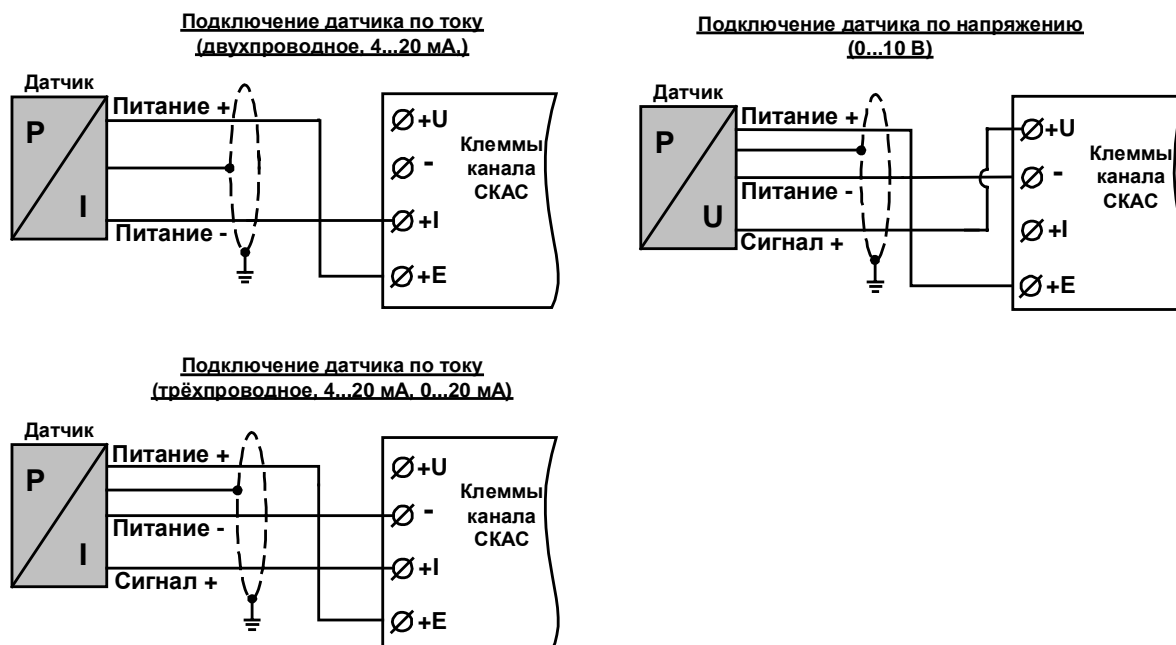 Подключение датчика по току
(двухпроводное, 4...20 мА,)
Датчик
P
I
Питание +
Питание -
+U
-
+I
+E
Клеммы
канала
СКАС
Подключение датчика по напряжению
(0...10 В)
Датчик
P
U
Питание +
Питание -
Сигнал +
+U
-
+I
+E
Клеммы
канала
СКАС
Подключение датчика по току
(трёхпроводное, 4...20 мА, 0...20 мА)
Датчик
P
I
Питание +
Питание -
Сигнал +
+U
-
+I
+E
Клеммы
канала
СКАС